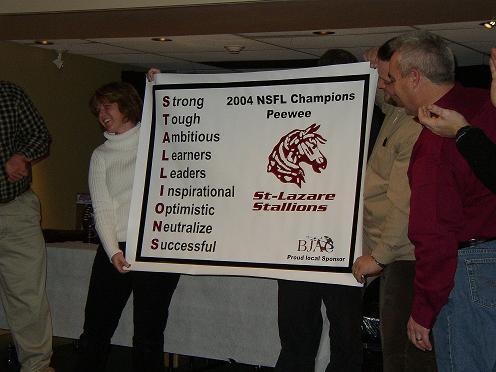 Strong
Tough
Ambitious
Learners
Leaders
Inspirational
Optimistic
Neutralize
Successful
2004 NSFL Champions
Peewee
St-Lazare
Stallions
BJAC
Proud local Sponsor